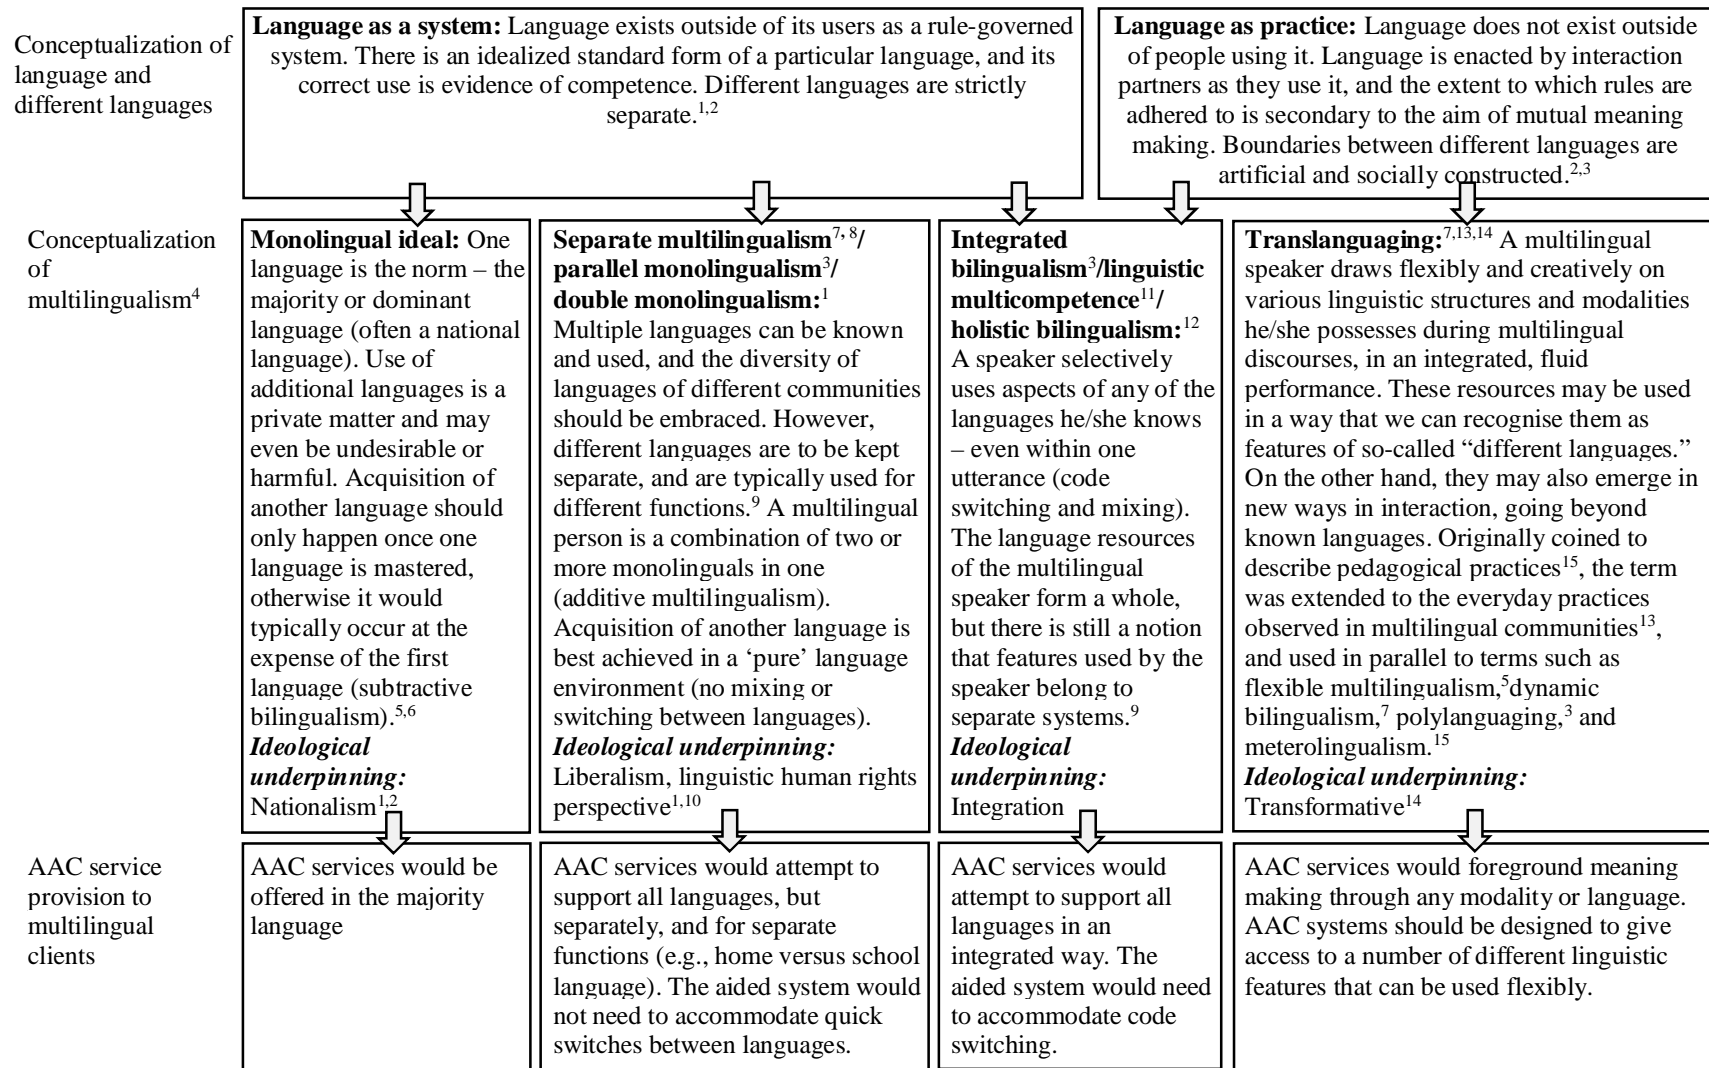 Conceptualization of
language and
different languages
Language as a system: Language exists outside of its users as a rule-governed
system. There is an idealized standard form of a particular language, and its
correct use is evidence of competence. Different languages are strictly
separate.1,2
Language as practice: Language does not exist outside
of people using it. Language is enacted by interaction
partners as they use it, and the extent to which rules are
adhered to is secondary to the aim of mutual meaning
making. Boundaries between different languages are
artificial and socially constructed.2,3
Conceptualization
of
multilingualism4
Monolingual ideal: One
language is the norm – the
majority or dominant
language (often a national
language). Use of
additional languages is a
private matter and may
even be undesirable or
harmful. Acquisition of
another language should
only happen once one
language is mastered,
otherwise it would
typically occur at the
expense of the first
language (subtractive
bilingualism).5,6
Ideological
underpinning:
Nationalism1,2
Separate multilingualism7, 8/
parallel monolingualism3/
double monolingualism:1
Multiple languages can be known
and used, and the diversity of
languages of different communities
should be embraced. However,
different languages are to be kept
separate, and are typically used for
different functions.9 A multilingual
person is a combination of two or
more monolinguals in one
(additive multilingualism).
Acquisition of another language is
best achieved in a ‘pure’ language
environment (no mixing or
switching between languages).
Ideological underpinning:
Liberalism, linguistic human rights
perspective1,10
Integrated
bilingualism3/linguistic
multicompetence11/
holistic bilingualism:12
A speaker selectively
uses aspects of any of the
languages he/she knows
– even within one
utterance (code
switching and mixing).
The language resources
of the multilingual
speaker form a whole,
but there is still a notion
that features used by the
speaker belong to
separate systems.9
Ideological
underpinning:
Integration
Translanguaging:7,13,14 A multilingual
speaker draws flexibly and creatively on
various linguistic structures and modalities
he/she possesses during multilingual
discourses, in an integrated, fluid
performance. These resources may be used
in a way that we can recognise them as
features of so-called “different languages.”
On the other hand, they may also emerge in
new ways in interaction, going beyond
known languages. Originally coined to
describe pedagogical practices15, the term
was extended to the everyday practices
observed in multilingual communities13,
and used in parallel to terms such as
flexible multilingualism,5dynamic
bilingualism,7 polylanguaging,3 and
meterolingualism.15
Ideological underpinning:
Transformative14
AAC service
provision to
multilingual
clients
AAC services would be
offered in the majority
language
AAC services would attempt to
support all languages, but
separately, and for separate
functions (e.g., home versus school
language). The aided system would
not need to accommodate quick
switches between languages.
AAC services would
attempt to support all
languages in an
integrated way. The
aided system would need
to accommodate code
switching.
AAC services would foreground meaning
making through any modality or language.
AAC systems should be designed to give
access to a number of different linguistic
features that can be used flexibly.